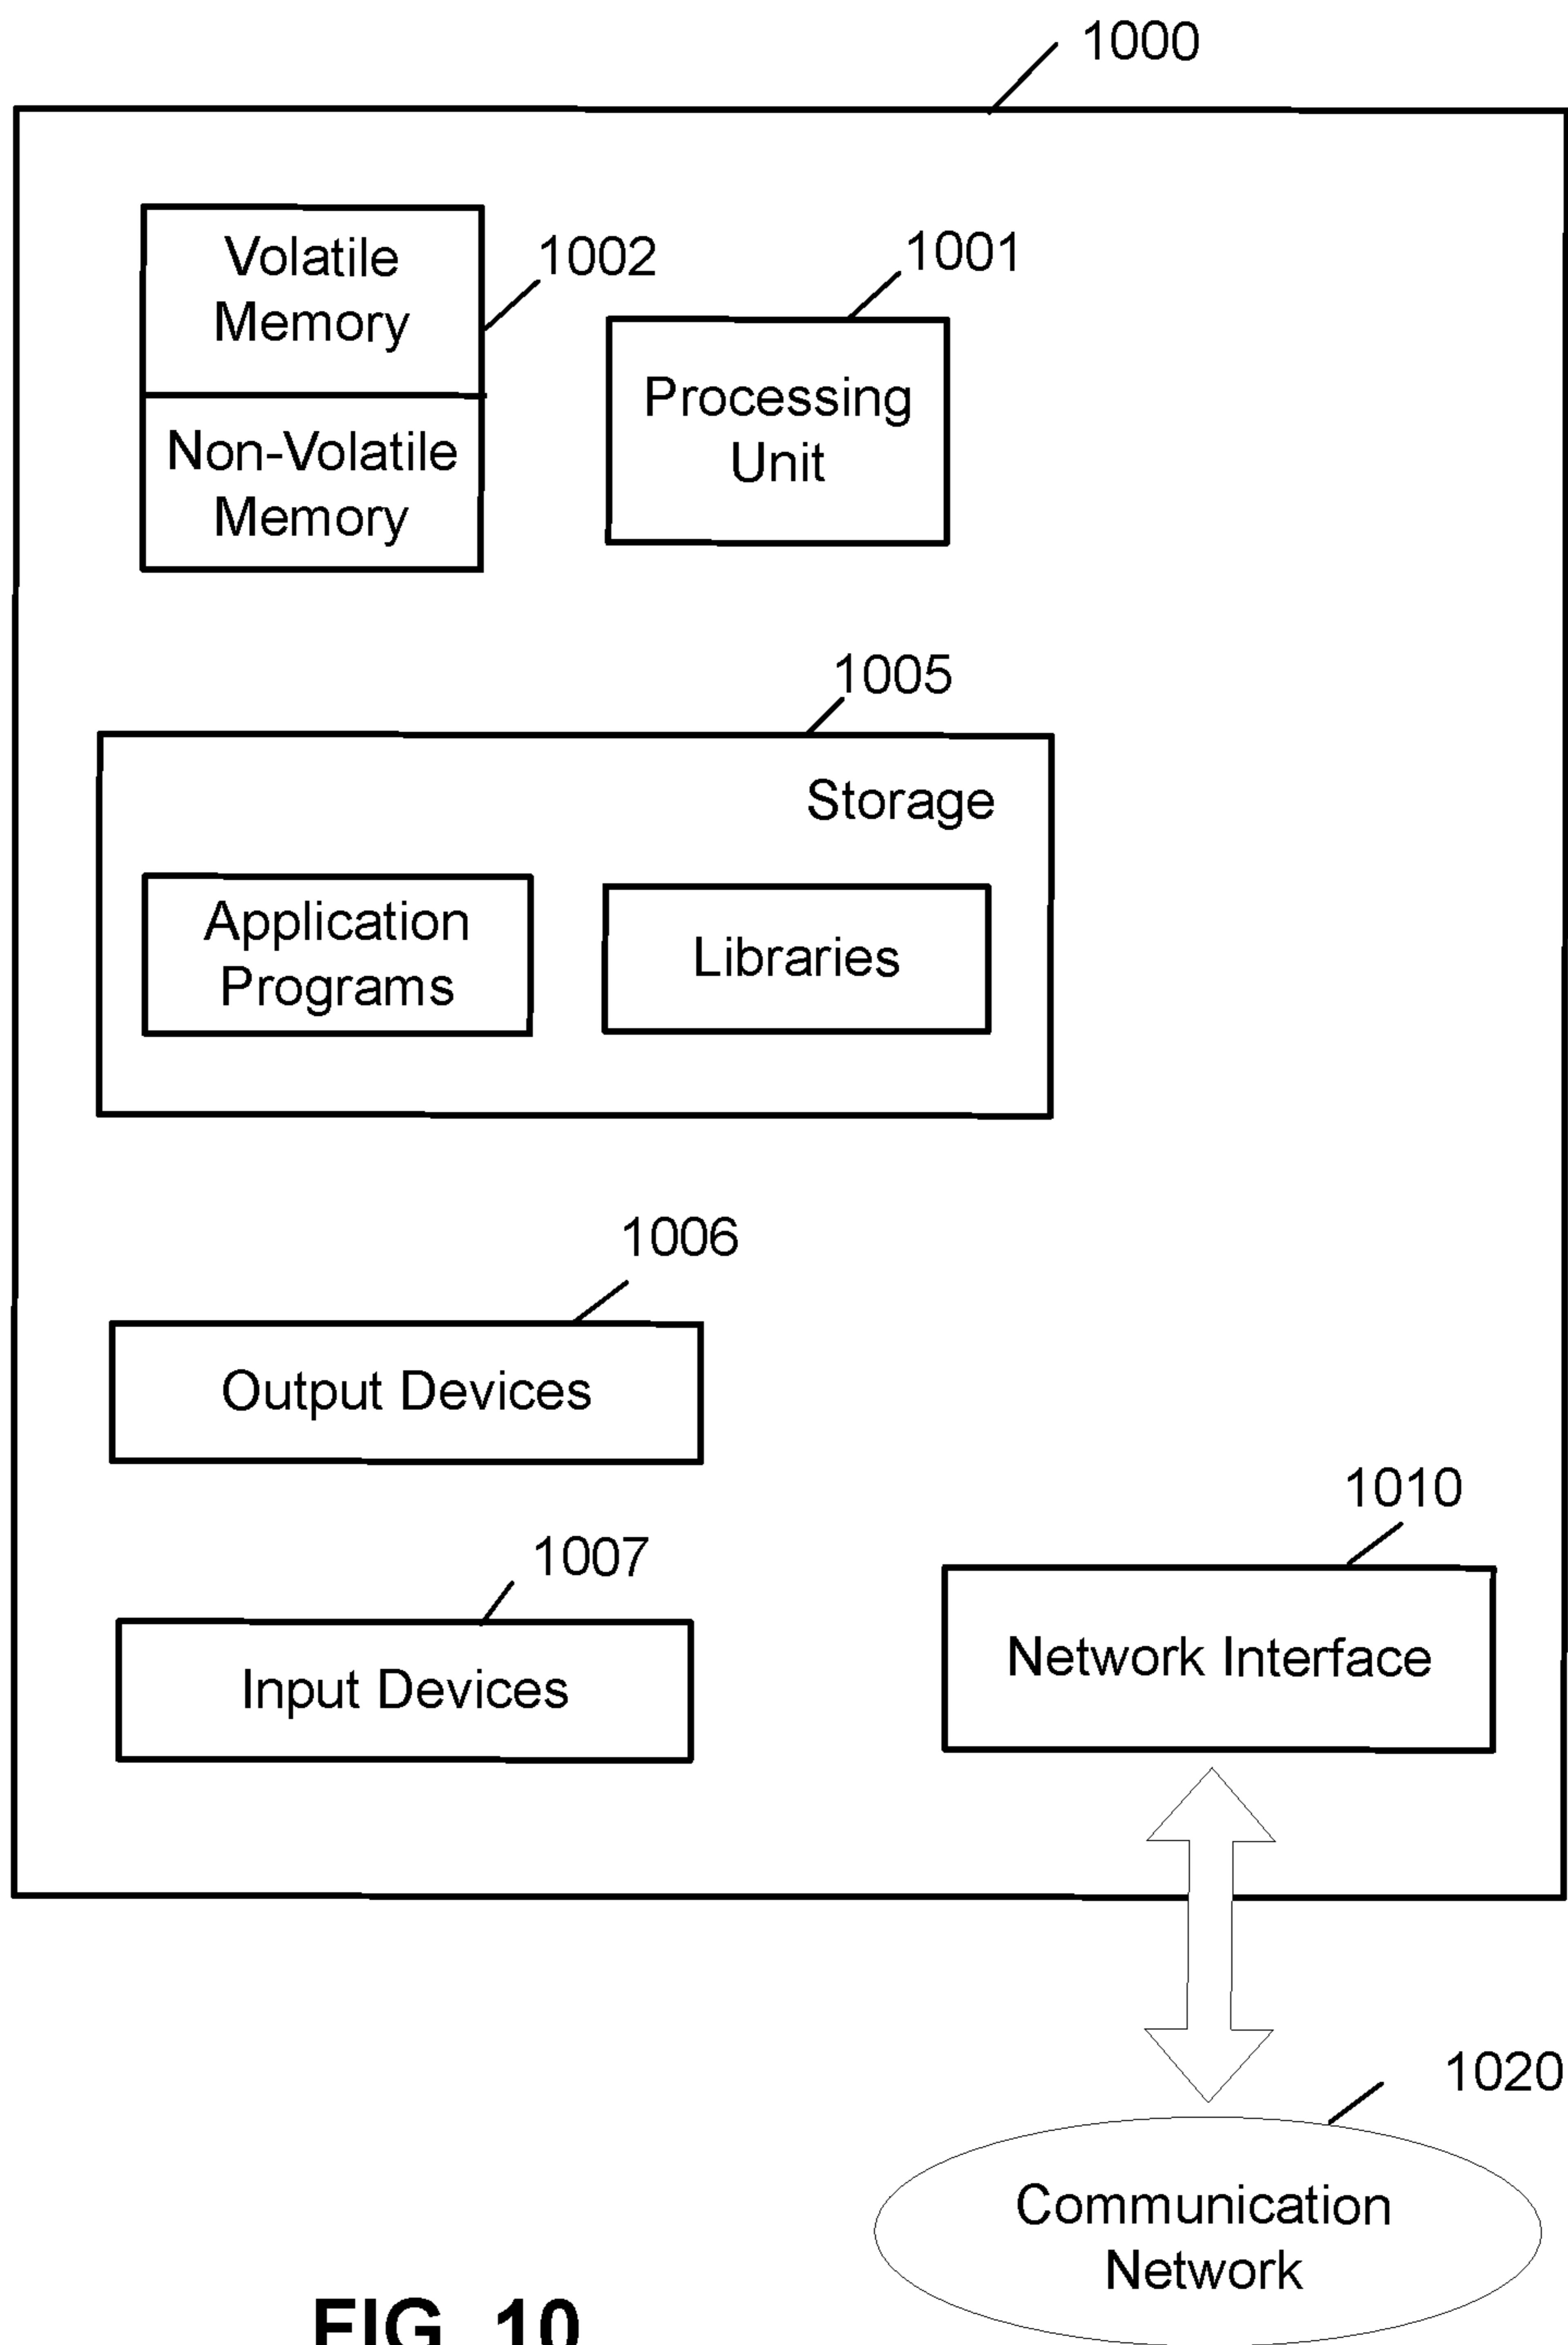 1000
Volatile
Memory
1002
Non-Volatile
Memory
1001
Processing
Unit
1005
Storage
Application
Programs
Libraries
1006
Output Devices
1007
Input Devices
1010
Network Interface
1020
Communication
Network
FIG. 10